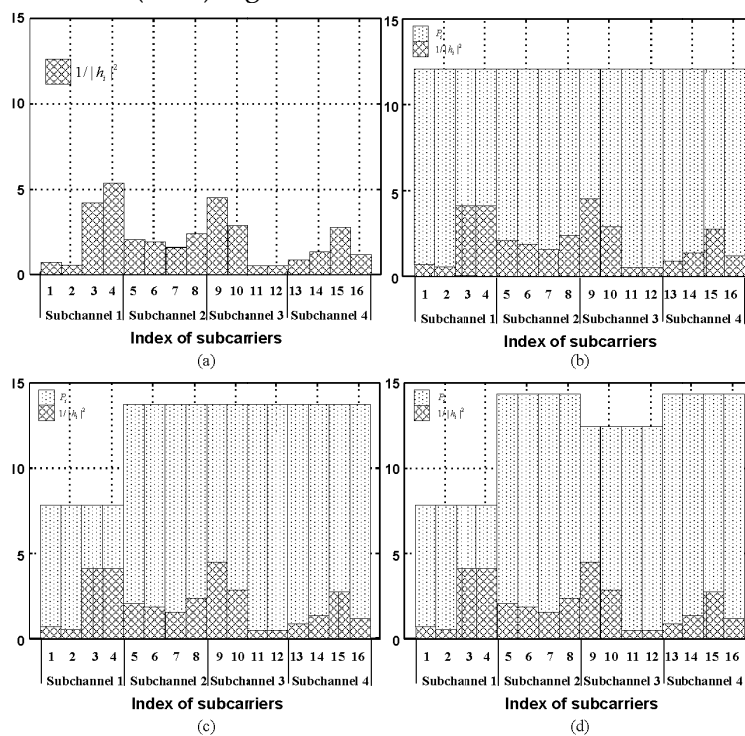 15
10
5
0
1/|h_i|²
1 2 3 4 5 6 7 8 9 10 11 12 13 14 15 16
Subchannel 1 Subchannel 2 Subchannel 3 Subchannel 4
Index of subcarriers
(a)
15
10
5
0
P_i
1/|h_i|²
1 2 3 4 5 6 7 8 9 10 11 12 13 14 15 16
Subchannel 1 Subchannel 2 Subchannel 3 Subchannel 4
Index of subcarriers
(b)
15
10
5
0
P_i
1/|h_i|²
1 2 3 4 5 6 7 8 9 10 11 12 13 14 15 16
Subchannel 1 Subchannel 2 Subchannel 3 Subchannel 4
Index of subcarriers
(c)
15
10
5
0
P_i
1/|h_i|²
1 2 3 4 5 6 7 8 9 10 11 12 13 14 15 16
Subchannel 1 Subchannel 2 Subchannel 3 Subchannel 4
Index of subcarriers
(d)